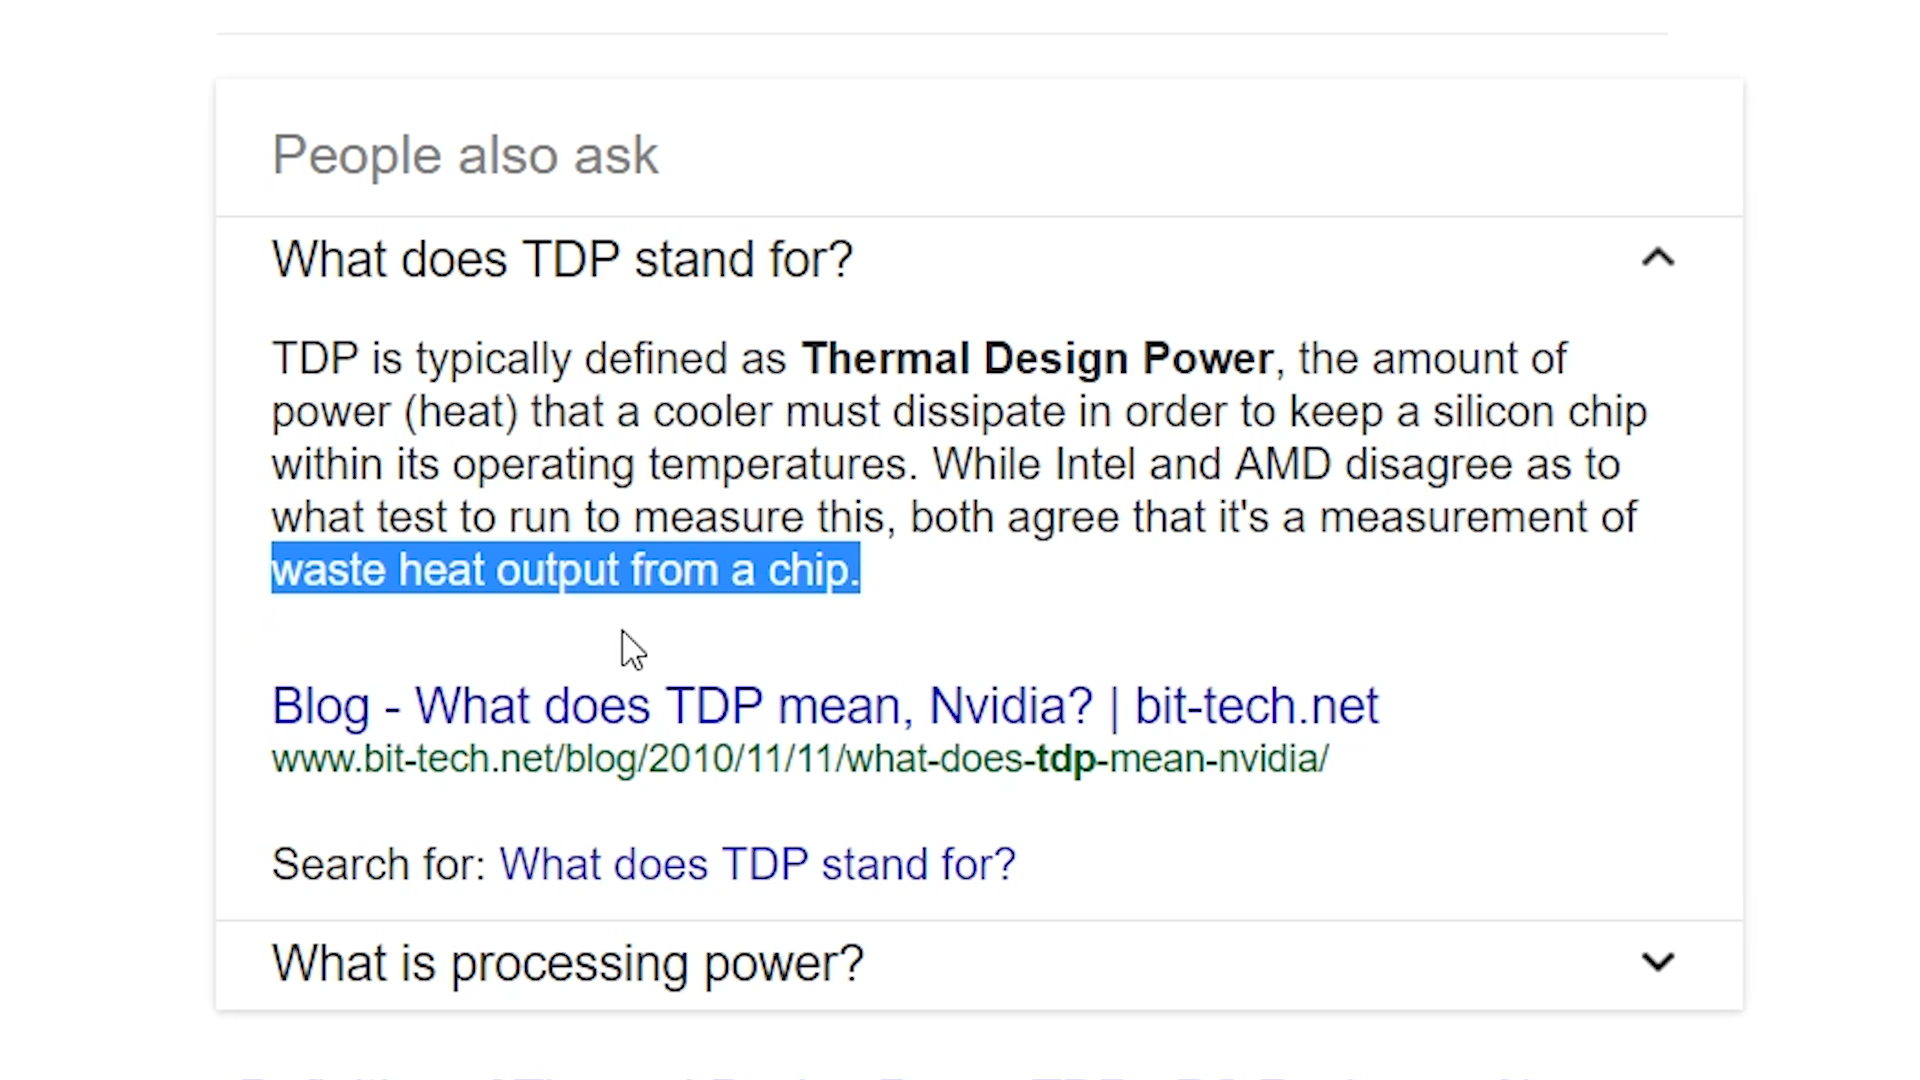 People also ask
What does TDP stand for?
TDP is typically defined as Thermal Design Power, the amount of
power (heat) that a cooler must dissipate in order to keep a silicon chip
within its operating temperatures. While Intel and AMD disagree as to
what test to run to measure this, both agree that it's a measurement of
waste heat output from a chip.
Blog - What does TDP mean, Nvidia? | bit-tech.net
www.bit-tech.net/blog/2010/11/11/what-does-tdp-mean-nvidia/
Search for: What does TDP stand for?
What is processing power?